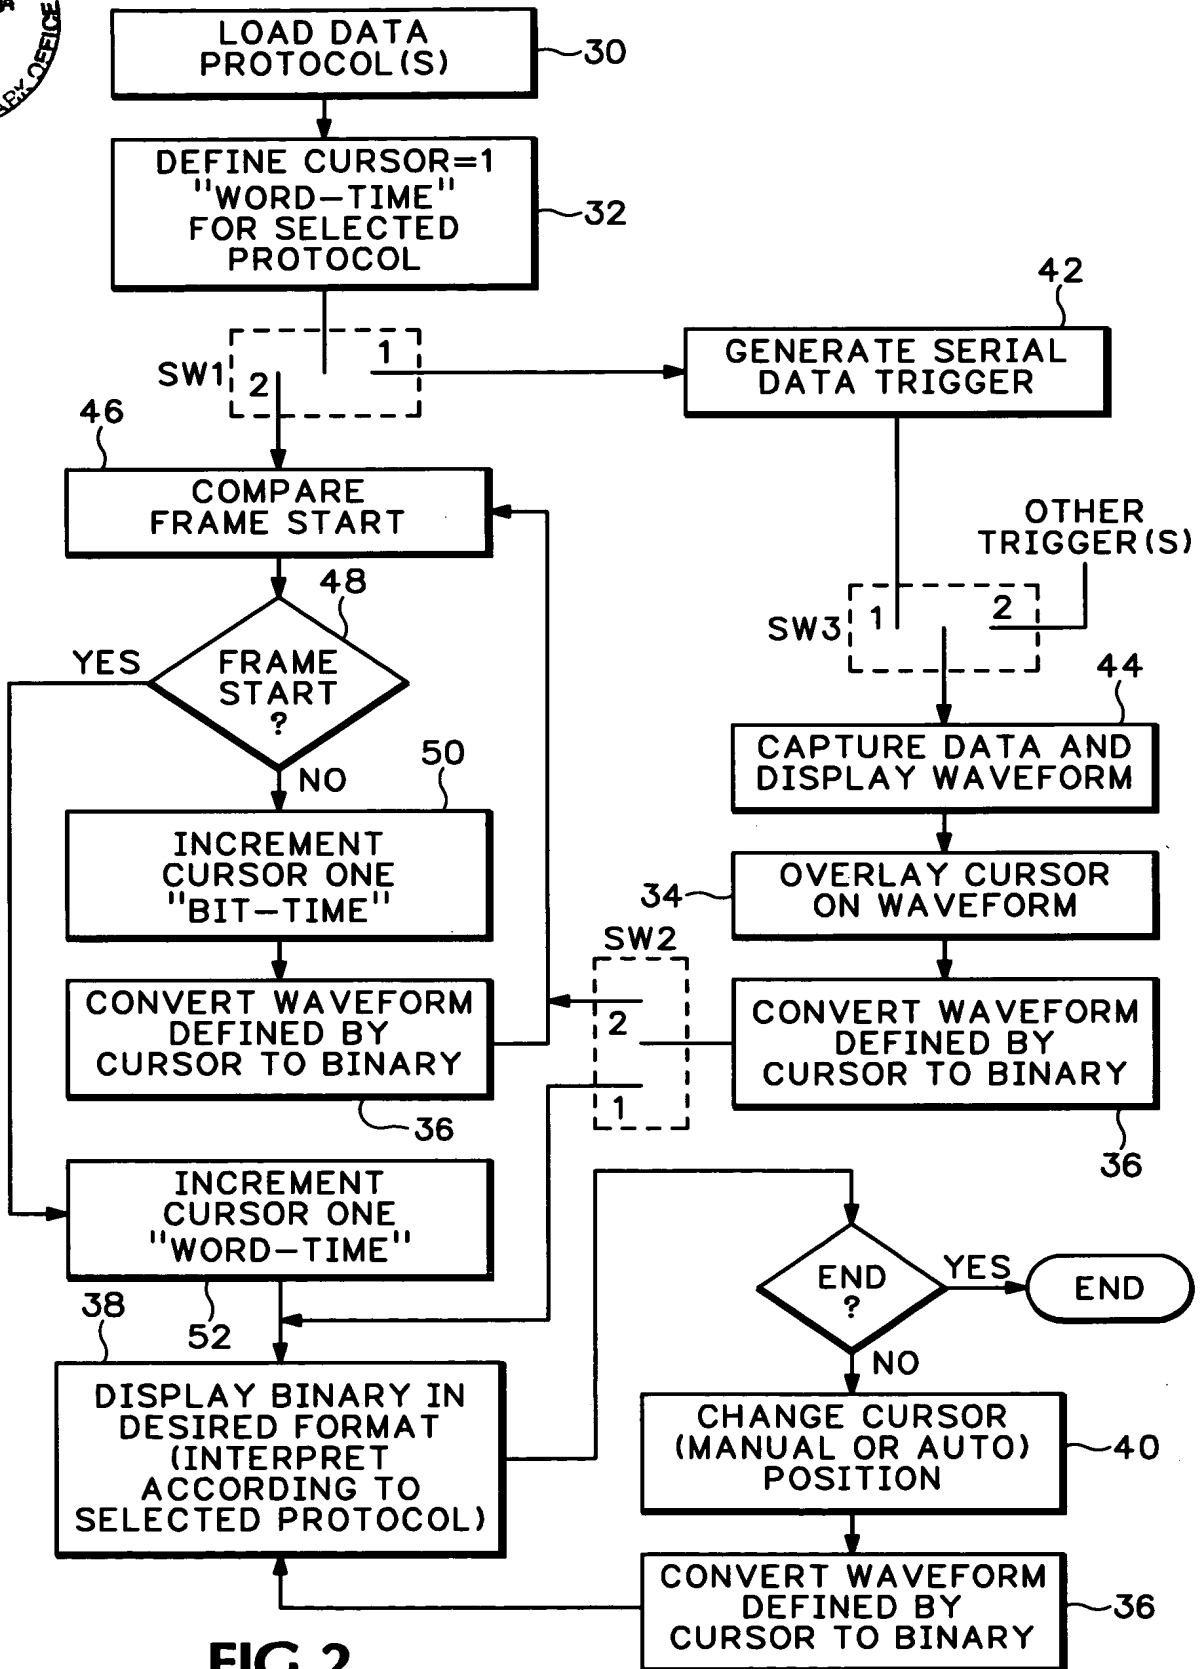 LOAD DATA
PROTOCOL(S)
30
DEFINE CURSOR=1
"WORD-TIME"
FOR SELECTED
PROTOCOL
32
SW1
1
2
42
GENERATE SERIAL
DATA TRIGGER
46
COMPARE
FRAME START
OTHER
TRIGGER(S)
48
SW3
1
2
YES
FRAME
START
?
NO
44
CAPTURE DATA AND
DISPLAY WAVEFORM
50
INCREMENT
CURSOR ONE
"BIT-TIME"
34
OVERLAY CURSOR
ON WAVEFORM
SW2
2
1
CONVERT WAVEFORM
DEFINED BY
CURSOR TO BINARY
36
CONVERT WAVEFORM
DEFINED BY
CURSOR TO BINARY
36
INCREMENT
CURSOR ONE
"WORD-TIME"
52
END
?
YES
END
NO
38
DISPLAY BINARY IN
DESIRED FORMAT
(INTERPRET
ACCORDING TO
SELECTED PROTOCOL)
CHANGE CURSOR
(MANUAL OR AUTO)
POSITION
40
CONVERT WAVEFORM
DEFINED BY
CURSOR TO BINARY
36
FIG.2
OFFICE